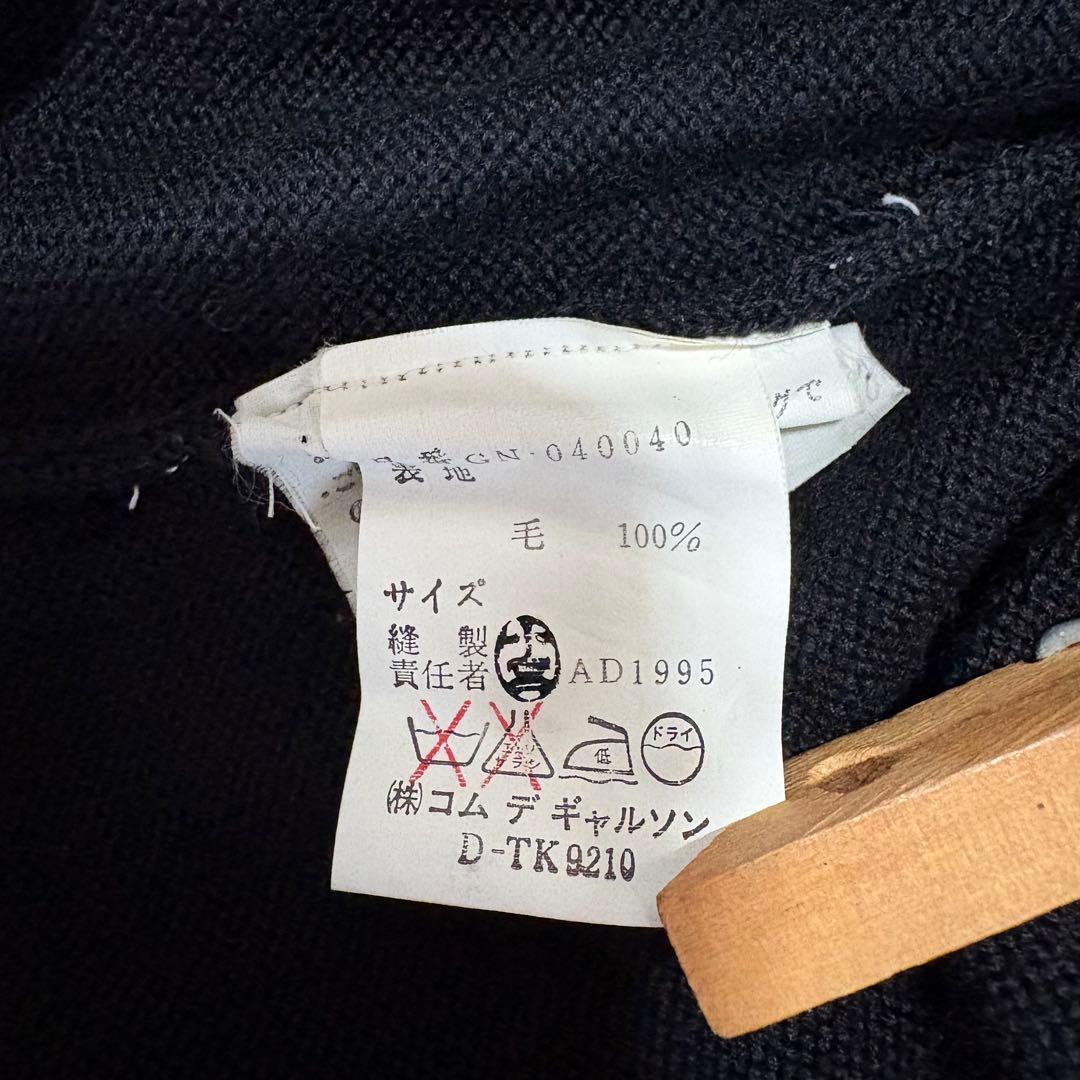 GN-040040
表地
毛 100%
サイズ
縫製
責任者 AD1995
低 ドライ
(株)コム デ ギャルソン
D-TK9210